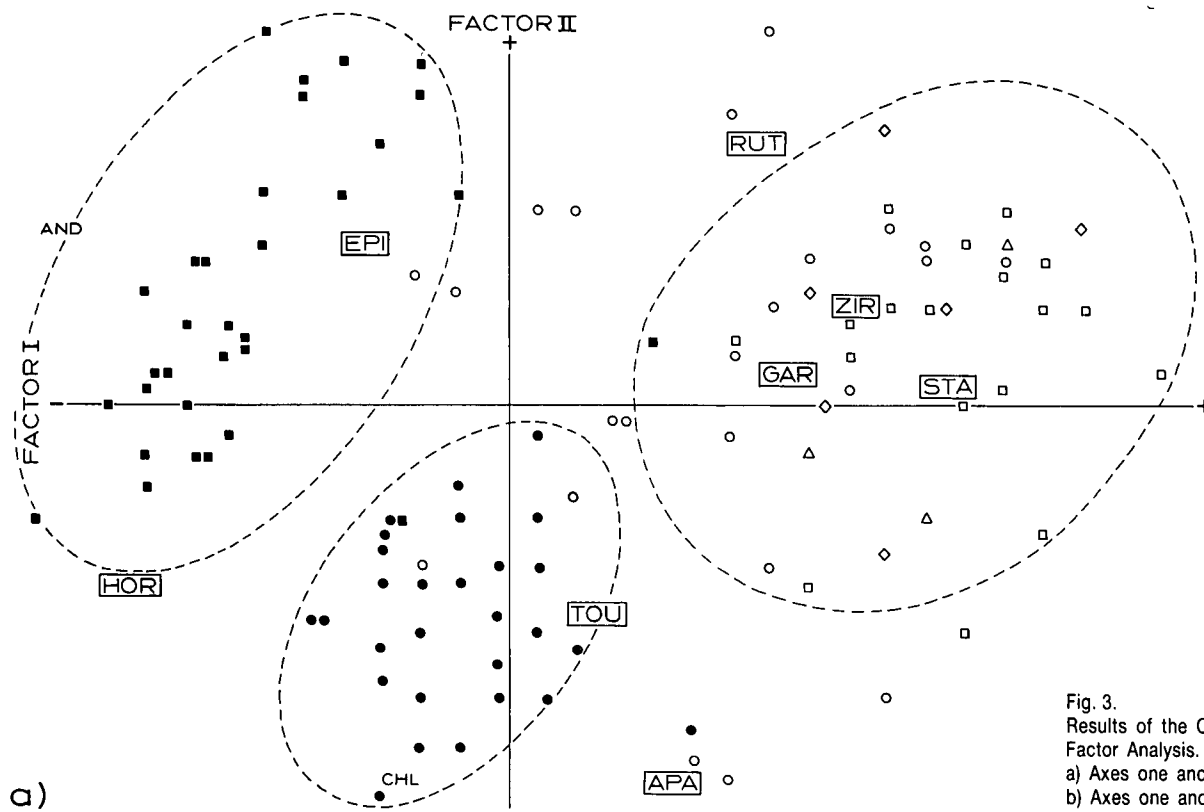 FACTOR II
RUT
AND
EPI
ZIR
FACTOR I
GAR
STA
HOR
TOU
Fig. 3.
Results of the
Factor Analysis.
CHL
APA
a) Axes one and
b) Axes one and
a)